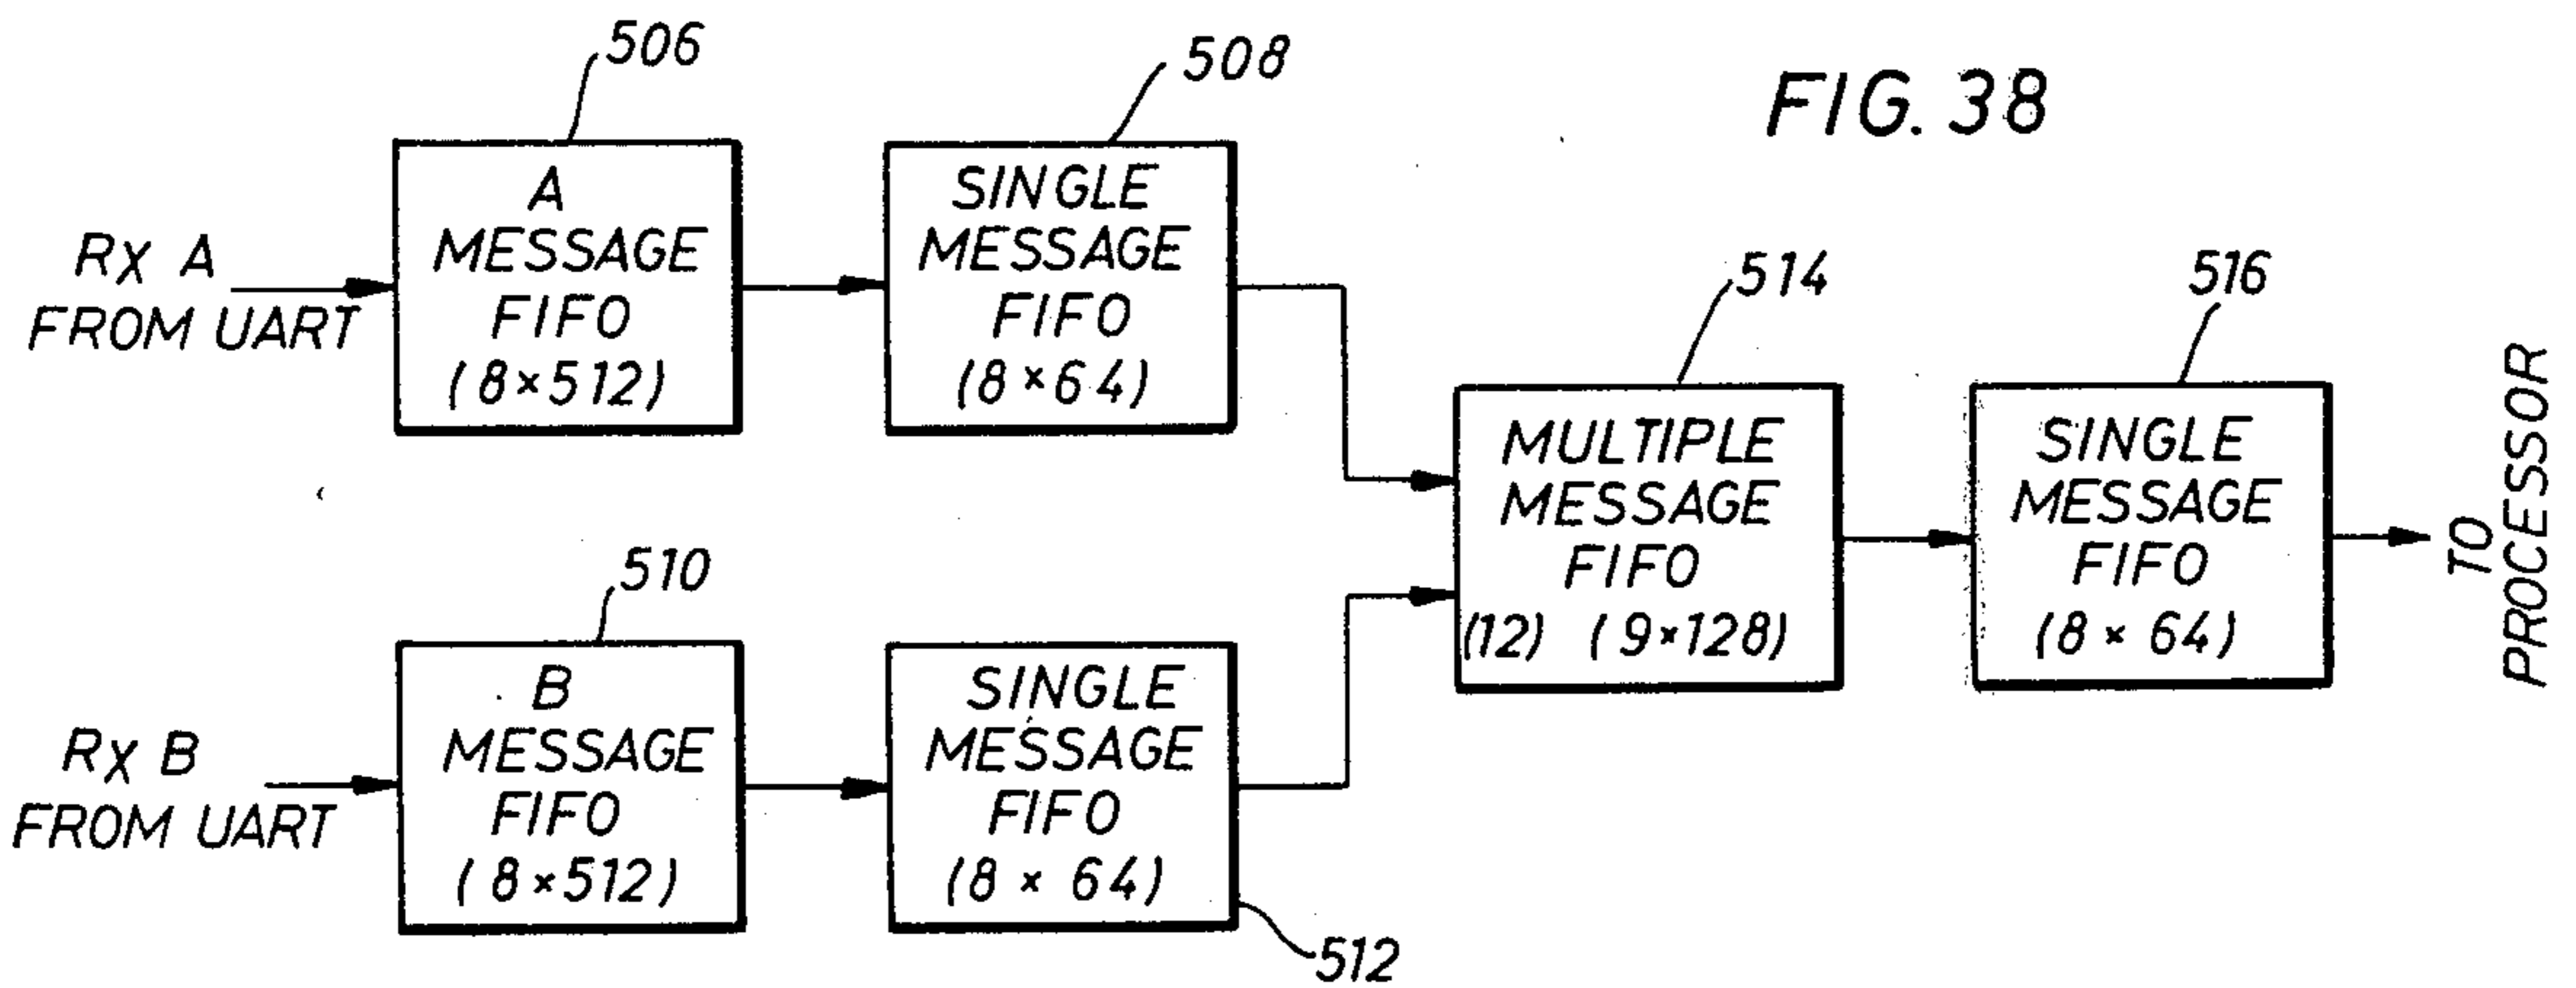 FIG. 38
506
508
RX A
FROM UART
A
MESSAGE
FIFO
(8×512)
SINGLE
MESSAGE
FIFO
(8×64)
514
516
MULTIPLE
MESSAGE
FIFO
(12) (9×128)
SINGLE
MESSAGE
FIFO
(8×64)
TO
PROCESSOR
510
RX B
FROM UART
B
MESSAGE
FIFO
(8×512)
SINGLE
MESSAGE
FIFO
(8×64)
512